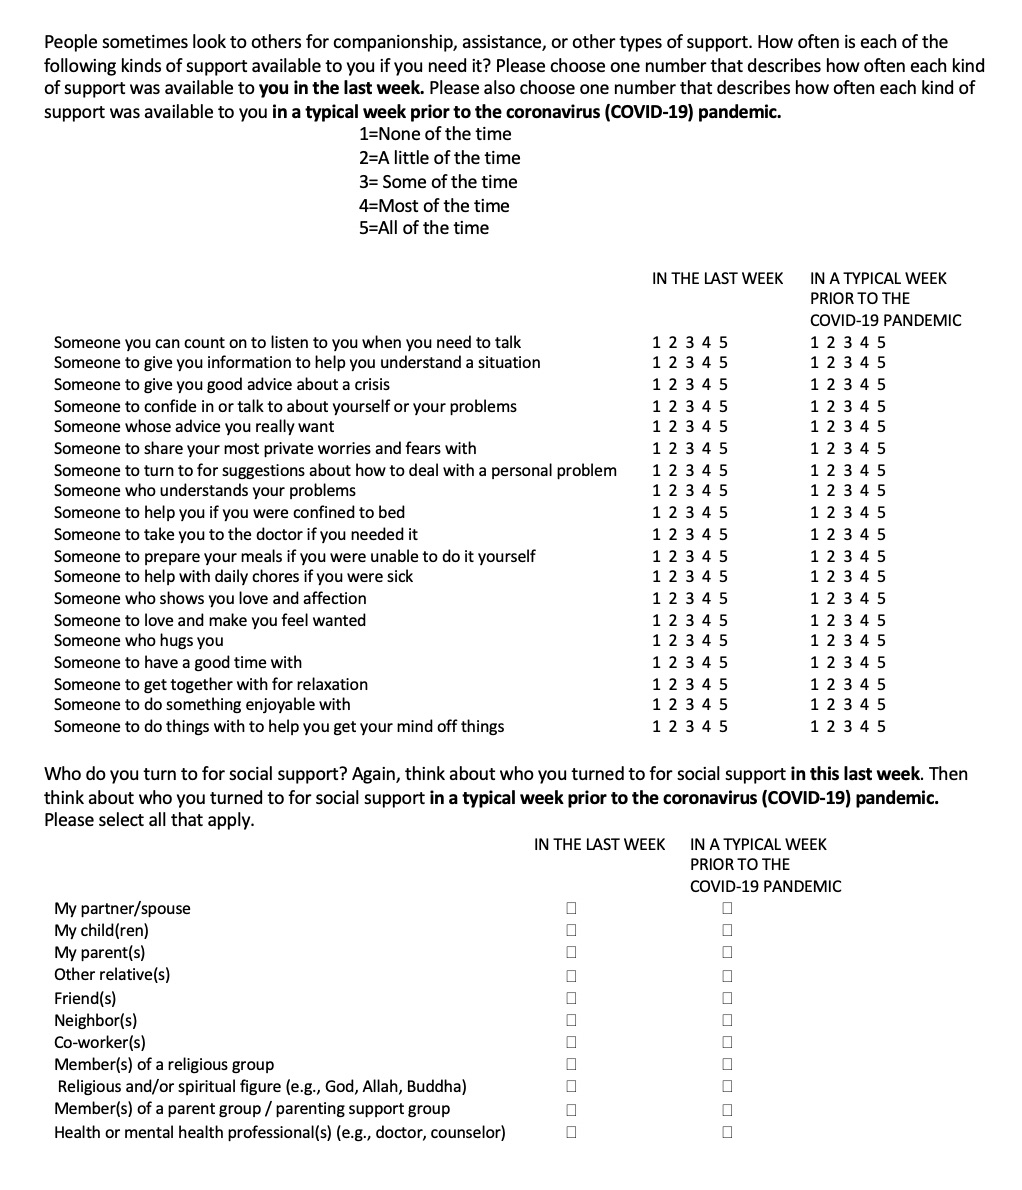 People sometimes look to others for companionship, assistance, or other types of support. How often is each of the
following kinds of support available to you if you need it? Please choose one number that describes how often each kind
of support was available to you in the last week. Please also choose one number that describes how often each kind of
support was available to you in a typical week prior to the coronavirus (COVID-19) pandemic.
1=None of the time
2=A little of the time
3= Some of the time
4=Most of the time
5=All of the time
IN THE LAST WEEK IN A TYPICAL WEEK
PRIOR TO THE
COVID-19 PANDEMIC
Someone you can count on to listen to you when you need to talk 1 2 3 4 5 1 2 3 4 5
Someone to give you information to help you understand a situation 1 2 3 4 5 1 2 3 4 5
Someone to give you good advice about a crisis 1 2 3 4 5 1 2 3 4 5
Someone to confide in or talk to about yourself or your problems 1 2 3 4 5 1 2 3 4 5
Someone whose advice you really want 1 2 3 4 5 1 2 3 4 5
Someone to share your most private worries and fears with 1 2 3 4 5 1 2 3 4 5
Someone to turn to for suggestions about how to deal with a personal problem 1 2 3 4 5 1 2 3 4 5
Someone who understands your problems 1 2 3 4 5 1 2 3 4 5
Someone to help you if you were confined to bed 1 2 3 4 5 1 2 3 4 5
Someone to take you to the doctor if you needed it 1 2 3 4 5 1 2 3 4 5
Someone to prepare your meals if you were unable to do it yourself 1 2 3 4 5 1 2 3 4 5
Someone to help with daily chores if you were sick 1 2 3 4 5 1 2 3 4 5
Someone who shows you love and affection 1 2 3 4 5 1 2 3 4 5
Someone to love and make you feel wanted 1 2 3 4 5 1 2 3 4 5
Someone who hugs you 1 2 3 4 5 1 2 3 4 5
Someone to have a good time with 1 2 3 4 5 1 2 3 4 5
Someone to get together with for relaxation 1 2 3 4 5 1 2 3 4 5
Someone to do something enjoyable with 1 2 3 4 5 1 2 3 4 5
Someone to do things with to help you get your mind off things 1 2 3 4 5 1 2 3 4 5
Who do you turn to for social support? Again, think about who you turned to for social support in this last week. Then
think about who you turned to for social support in a typical week prior to the coronavirus (COVID-19) pandemic.
Please select all that apply.
IN THE LAST WEEK IN A TYPICAL WEEK
PRIOR TO THE
COVID-19 PANDEMIC
My partner/spouse ☐ ☐
My child(ren) ☐ ☐
My parent(s) ☐ ☐
Other relative(s) ☐ ☐
Friend(s) ☐ ☐
Neighbor(s) ☐ ☐
Co-worker(s) ☐ ☐
Member(s) of a religious group ☐ ☐
Religious and/or spiritual figure (e.g., God, Allah, Buddha) ☐ ☐
Member(s) of a parent group / parenting support group ☐ ☐
Health or mental health professional(s) (e.g., doctor, counselor) ☐ ☐